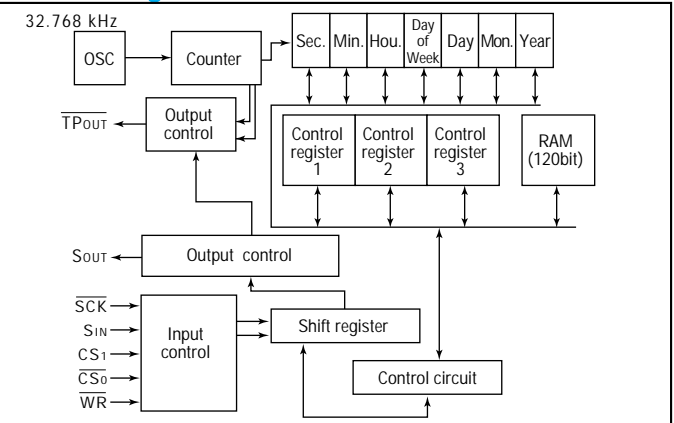 32.768 kHz
OSC
Counter
Sec.
Min.
Hou.
Day
of
Week
Day
Mon.
Year
TPOUT
Output
control
Control
register
1
Control
register
2
Control
register
3
RAM
(120bit)
SOUT
Output control
SCK
SIN
CS1
CS0
WR
Input
control
Shift register
Control circuit